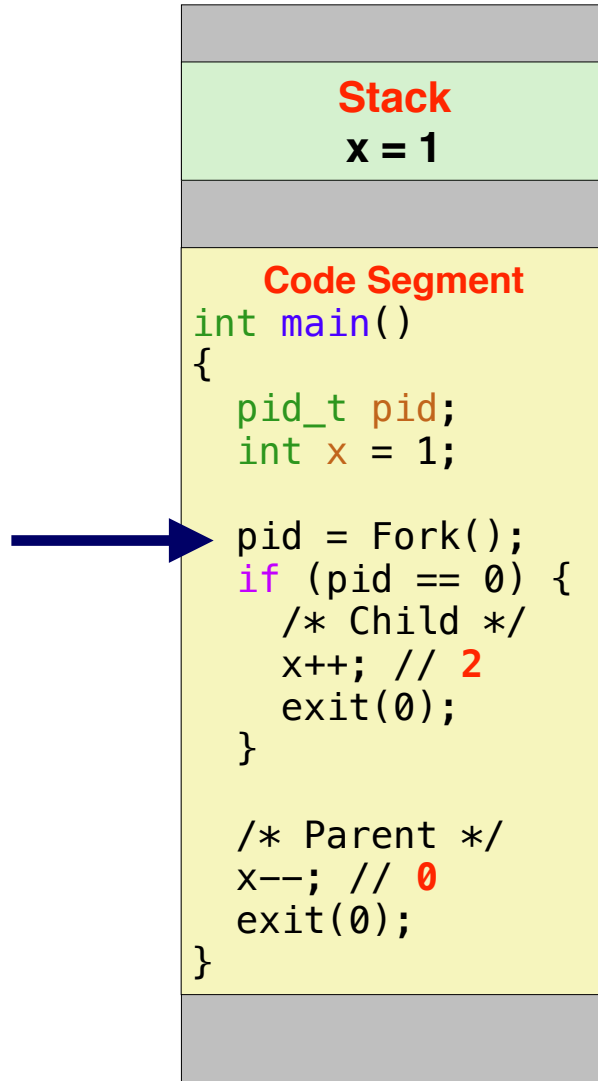 Stack
x = 1
Code Segment
int main()
{
  pid_t pid;
  int x = 1;

  pid = Fork();
  if (pid == 0) {
    /* Child */
    x++; // 2
    exit(0);
  }

  /* Parent */
  x--; // 0
  exit(0);
}